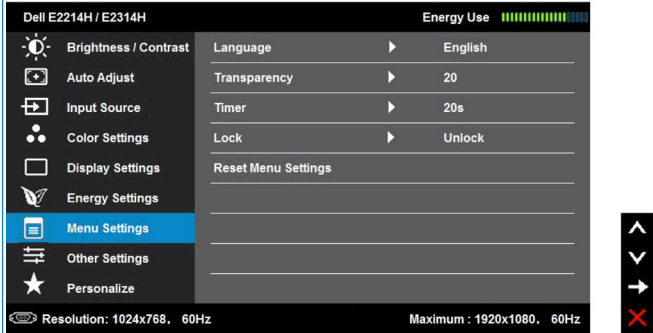 Dell E2214H / E2314H Energy Use
Brightness / Contrast Language English
Auto Adjust Transparency 20
Input Source Timer 20s
Color Settings Lock Unlock
Display Settings Reset Menu Settings
Energy Settings
Menu Settings
Other Settings
Personalize
Resolution: 1024x768, 60Hz Maximum : 1920x1080, 60Hz